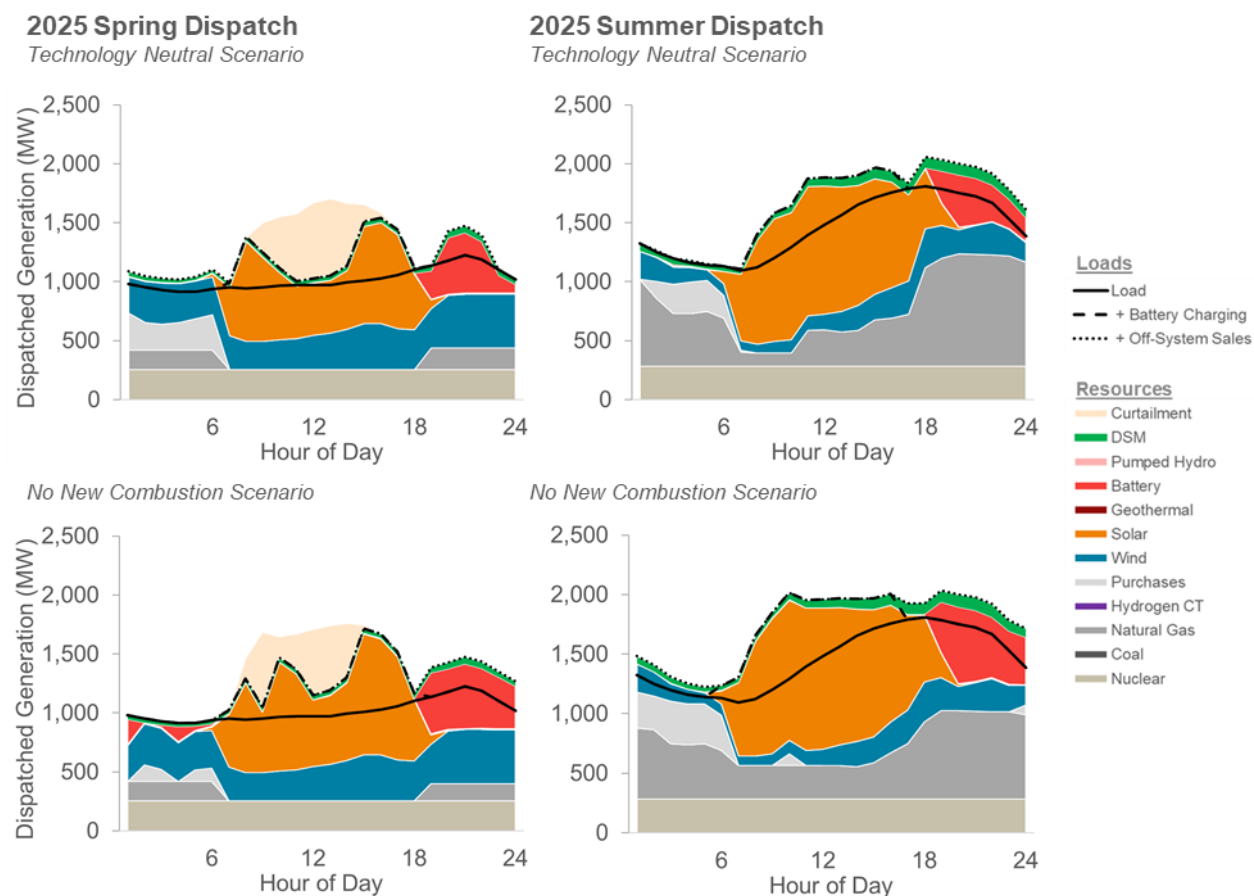 2025 Spring Dispatch
Technology Neutral Scenario
2025 Summer Dispatch
Technology Neutral Scenario
Dispatched Generation (MW)
2,500
2,000
1,500
1,000
500
0
6
12
18
24
Hour of Day
2,500
2,000
1,500
1,000
500
0
6
12
18
24
Hour of Day
No New Combustion Scenario
No New Combustion Scenario
Dispatched Generation (MW)
2,500
2,000
1,500
1,000
500
0
6
12
18
24
Hour of Day
2,500
2,000
1,500
1,000
500
0
6
12
18
24
Hour of Day
Loads
Load
+ Battery Charging
+ Off-System Sales
Resources
Curtailment
DSM
Pumped Hydro
Battery
Geothermal
Solar
Wind
Purchases
Hydrogen CT
Natural Gas
Coal
Nuclear